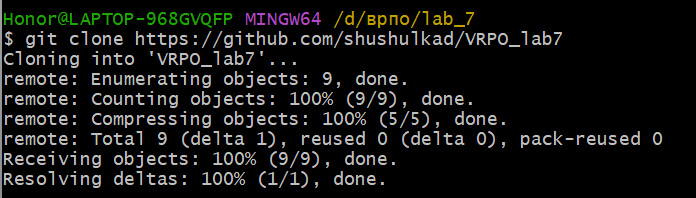 Honor@LAPTOP-968GVQFP MINGW64 /d/врпо/lab_7
$ git clone https://github.com/shushulkad/VRPO_lab7
Cloning into 'VRPO_lab7'...
remote: Enumerating objects: 9, done.
remote: Counting objects: 100% (9/9), done.
remote: Compressing objects: 100% (5/5), done.
remote: Total 9 (delta 1), reused 0 (delta 0), pack-reused 0
Receiving objects: 100% (9/9), done.
Resolving deltas: 100% (1/1), done.